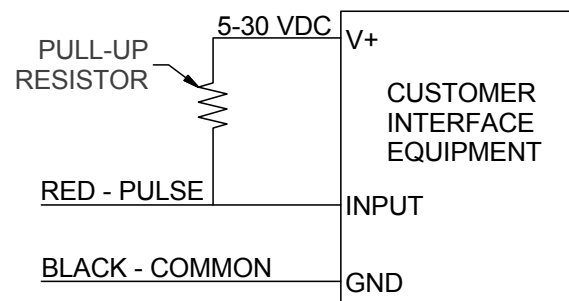 5-30 VDC
V+
PULL-UP
RESISTOR
CUSTOMER
INTERFACE
EQUIPMENT
RED - PULSE
INPUT
BLACK - COMMON
GND